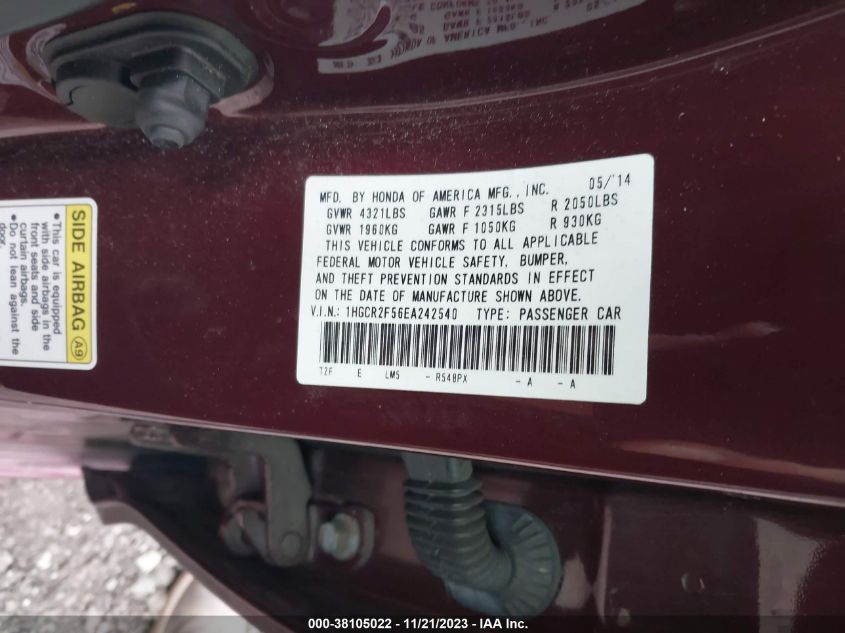 MFD. BY HONDA OF AMERICA MFG., INC. 05/'14
GVWR 4321LBS GAWR F 2315LBS R 2050LBS
GVWR 1960KG GAWR F 1050KG R 930KG
THIS VEHICLE CONFORMS TO ALL APPLICABLE
FEDERAL MOTOR VEHICLE SAFETY, BUMPER,
AND THEFT PREVENTION STANDARDS IN EFFECT
ON THE DATE OF MANUFACTURE SHOWN ABOVE.
V.I.N.: 1HGCR2F56EA242540 TYPE: PASSENGER CAR
T2F E LM5 - R548PX - A - A
SIDE AIRBAG A9
•This car is equipped
with side airbags in the
front seats and side
curtain airbags.
•Do not lean against the
door.
000-38105022 - 11/21/2023 - IAA Inc.